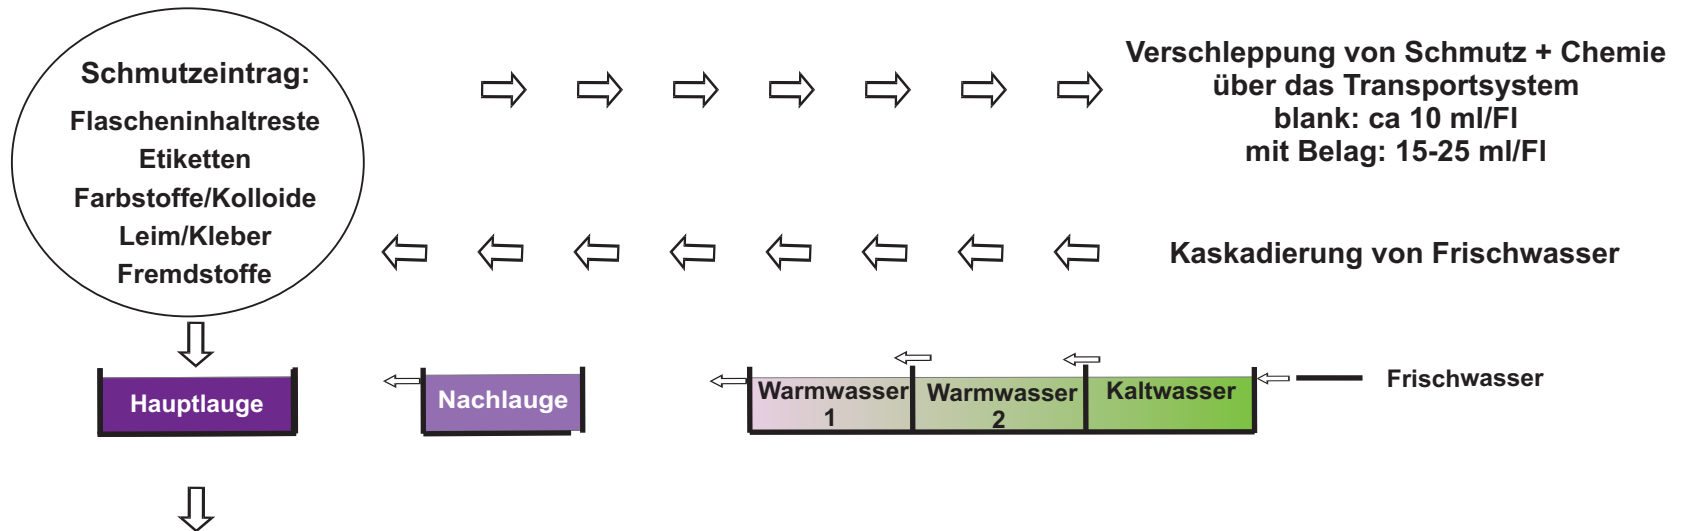 Schmutzeintrag:
Flascheninhaltreste
Etiketten
Farbstoffe/Kolloide
Leim/Kleber
Fremdstoffe
Verschleppung von Schmutz + Chemie
über das Transportsystem
blank: ca 10 ml/Fl
mit Belag: 15-25 ml/Fl
Kaskadierung von Frischwasser
Hauptlauge
Nachlauge
Warmwasser
1
Warmwasser
2
Kaltwasser
Frischwasser